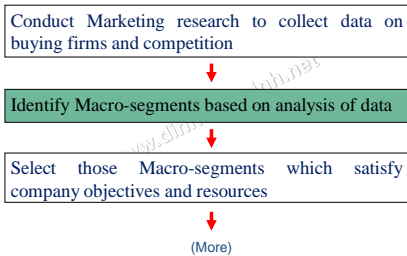 Conduct Marketing research to collect data on
buying firms and competition
Identify Macro-segments based on analysis of data
Select those Macro-segments which satisfy
company objectives and resources
(More)